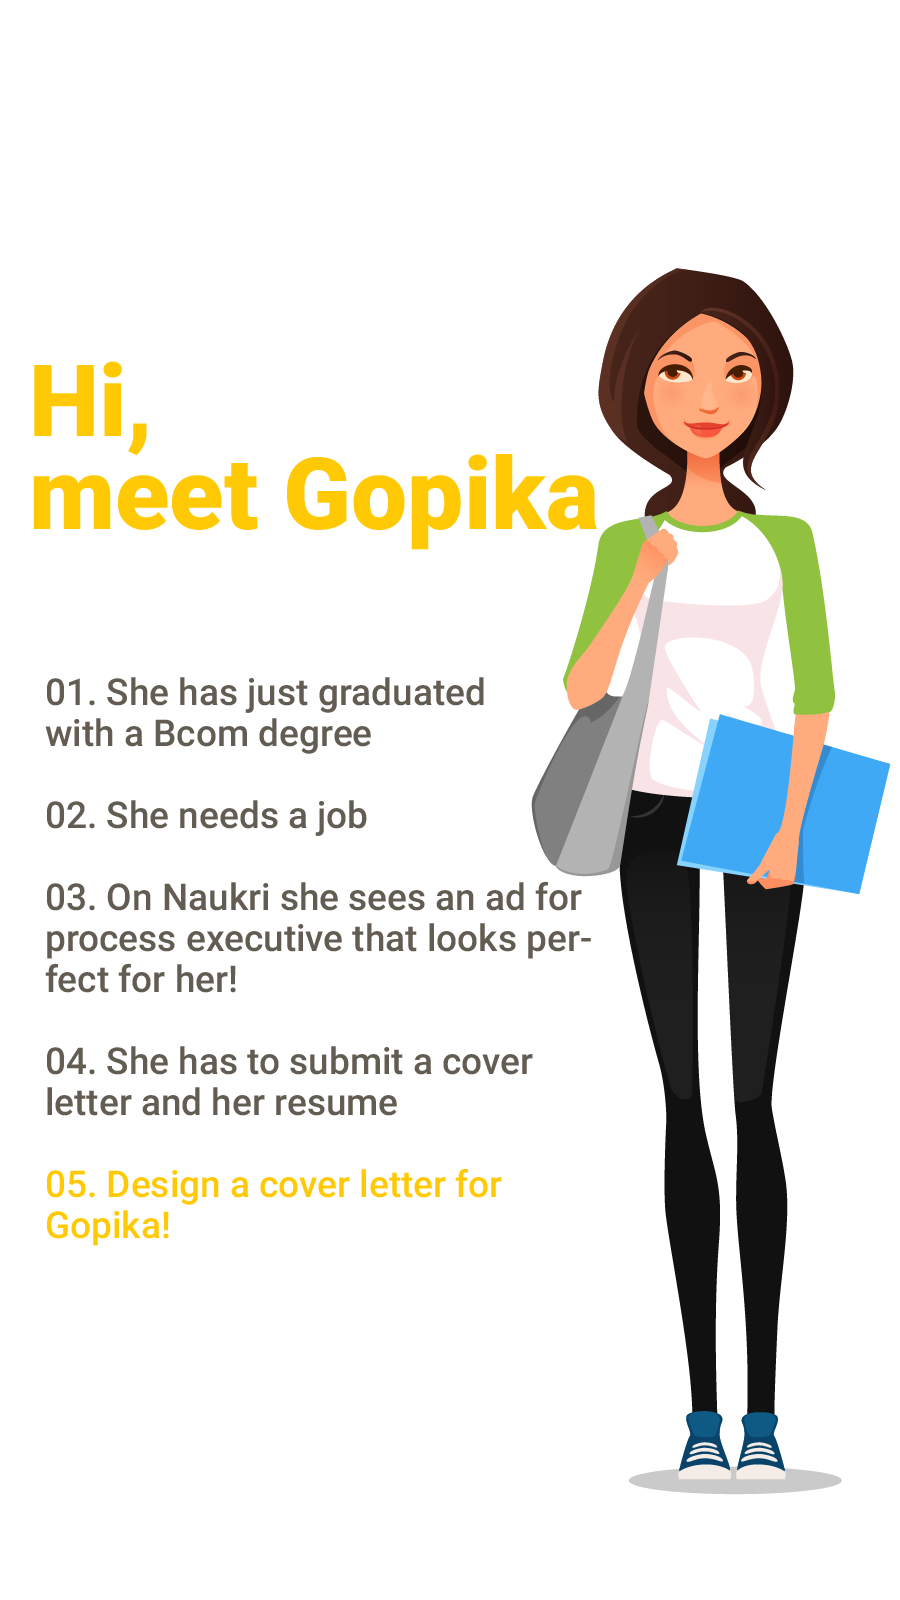 Hi,
meet Gopika
01. She has just graduated
with a Bcom degree
02. She needs a job
03. On Naukri she sees an ad for
process executive that looks per-
fect for her!
04. She has to submit a cover
letter and her resume
05. Design a cover letter for
Gopika!